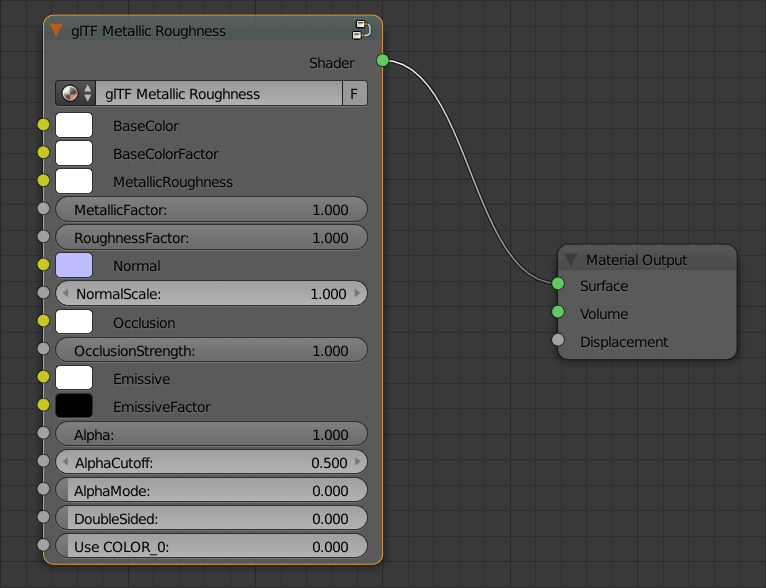 glTF Metallic Roughness
Shader
glTF Metallic Roughness F
BaseColor
BaseColorFactor
MetallicRoughness
MetallicFactor: 1.000
RoughnessFactor: 1.000
Normal
NormalScale: 1.000
Occlusion
OcclusionStrength: 1.000
Emissive
EmissiveFactor
Alpha: 1.000
AlphaCutoff: 0.500
AlphaMode: 0.000
DoubleSided: 0.000
Use COLOR_0: 0.000
Material Output
Surface
Volume
Displacement